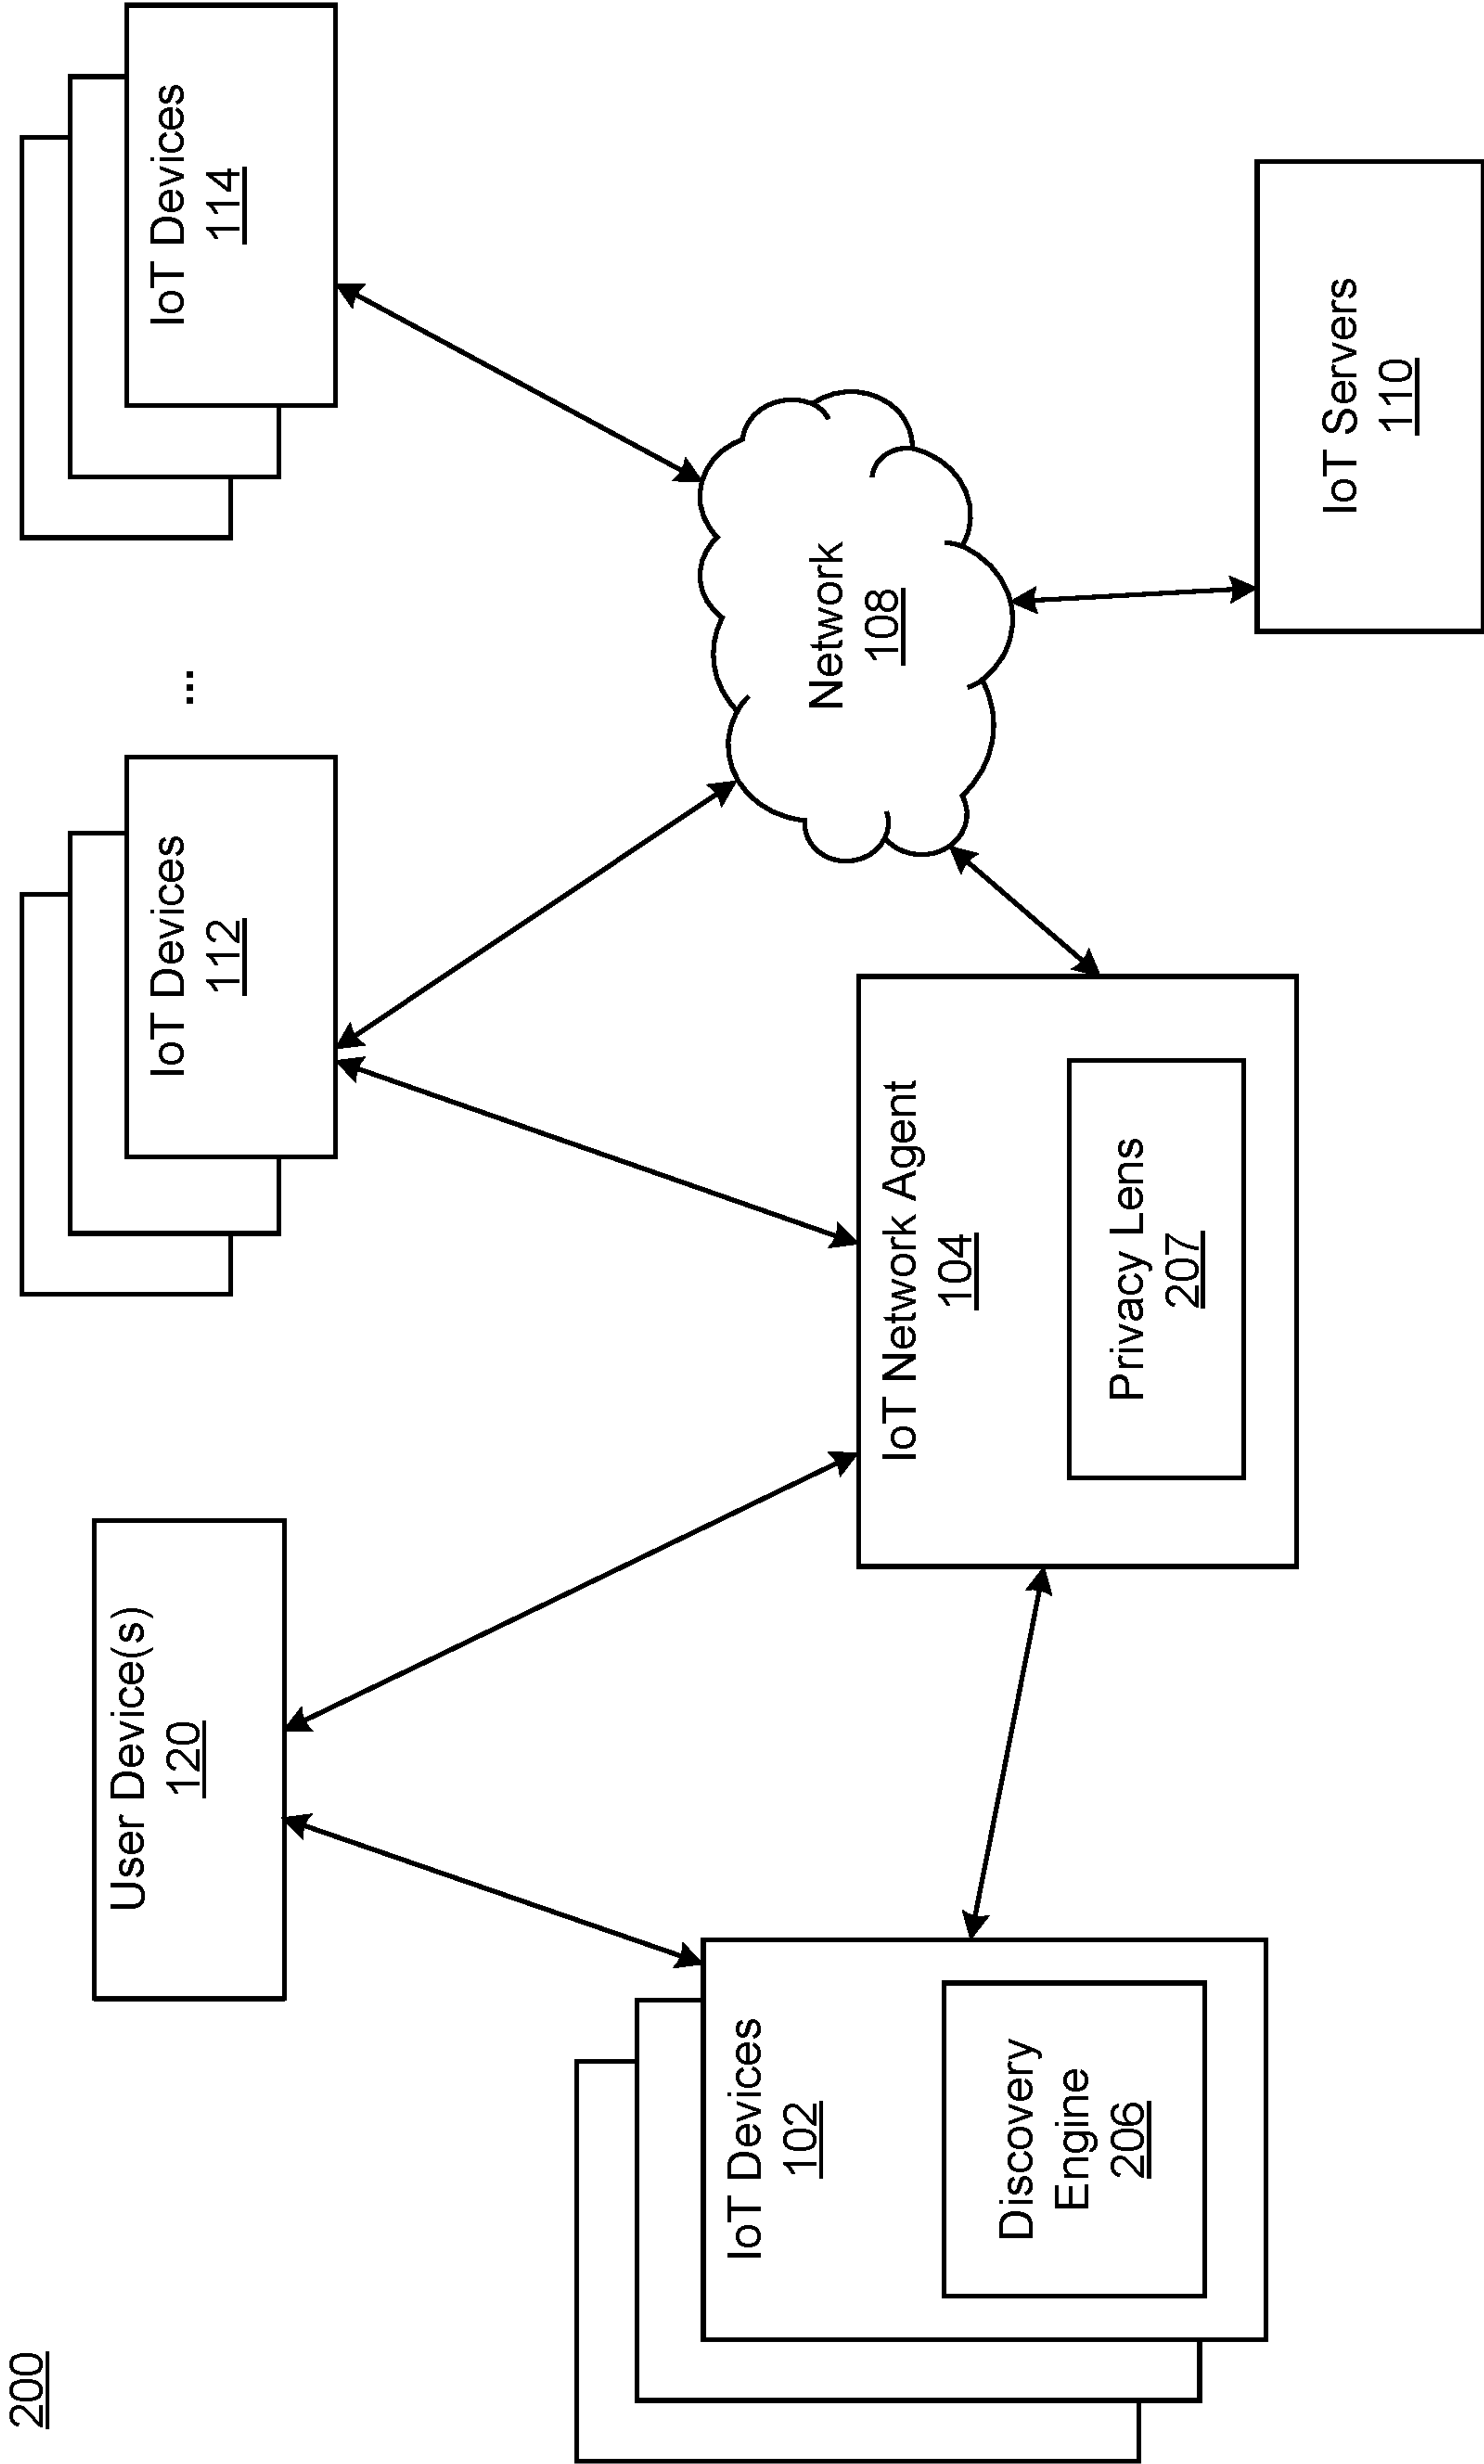 200
User Device(s)
120
IoT Devices
112
...
IoT Devices
114
IoT Devices
102
Discovery
Engine
206
IoT Network Agent
104
Privacy Lens
207
Network
108
IoT Servers
110